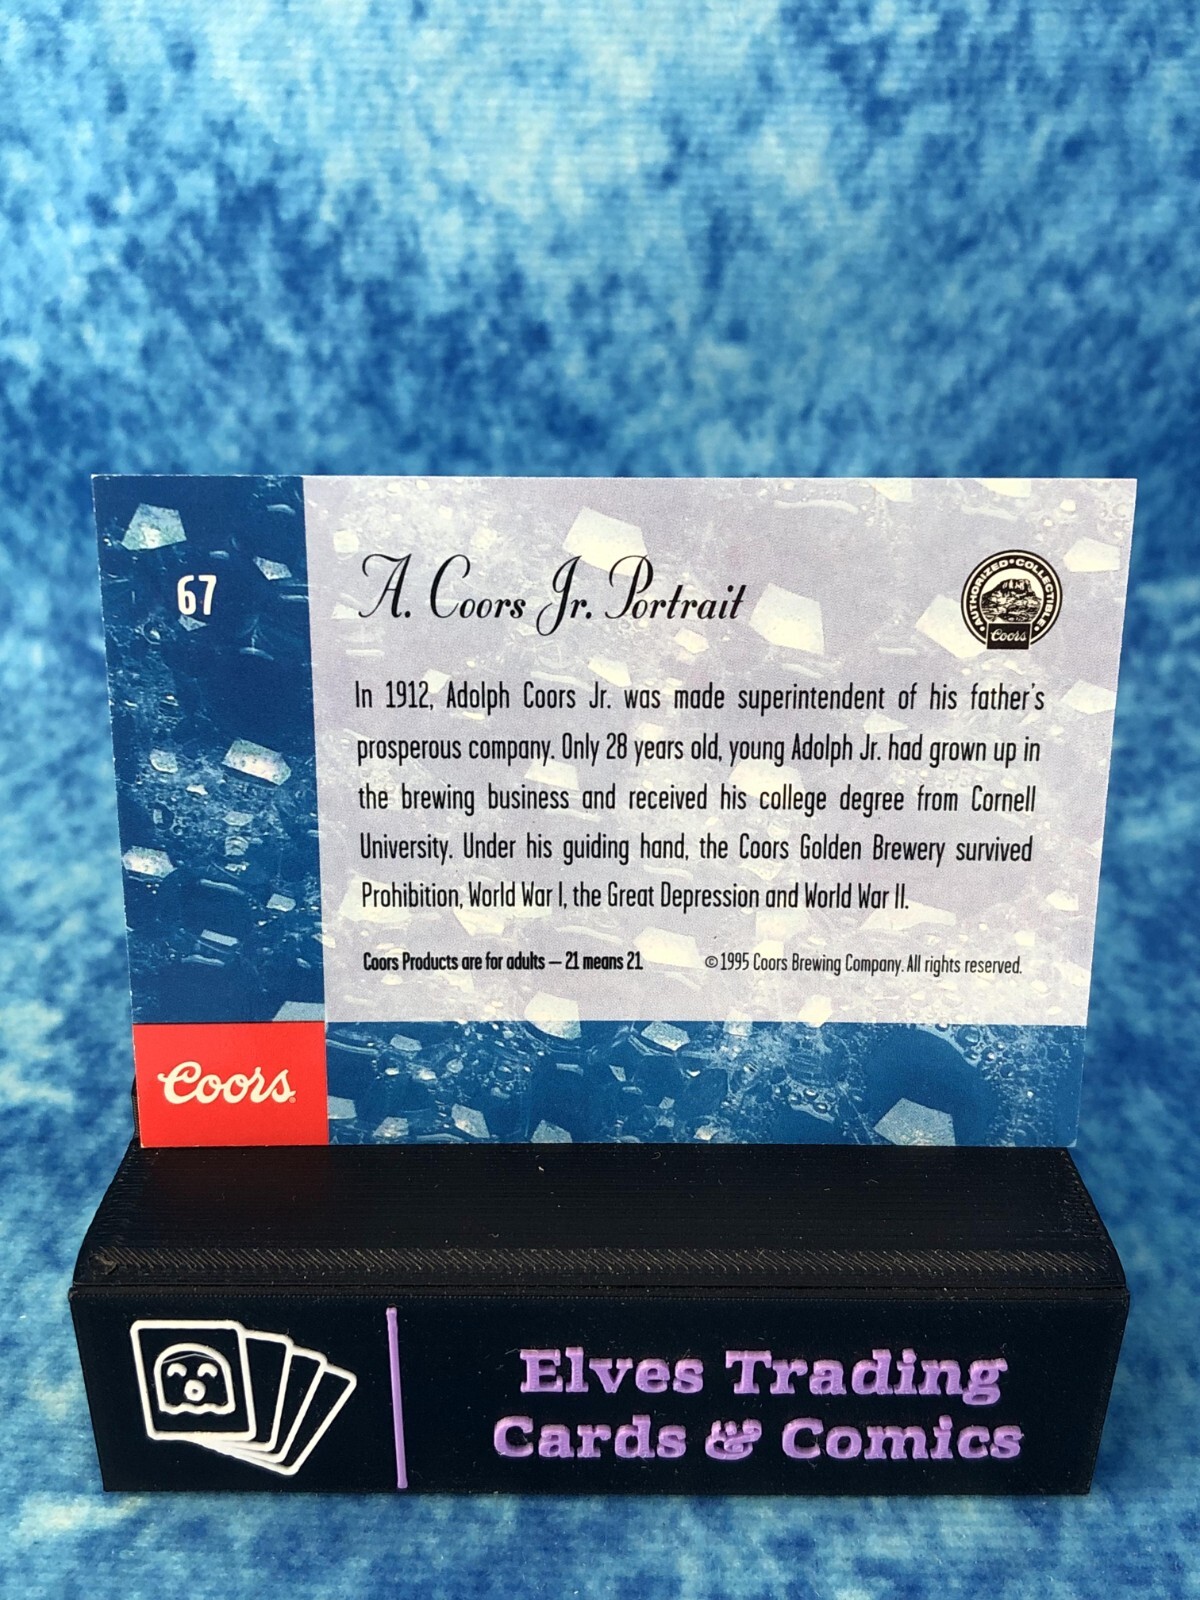 67
A. Coors Jr. Portrait
AUTHORIZED • COLLECTIBLE
Coors
In 1912, Adolph Coors Jr. was made superintendent of his father's
prosperous company. Only 28 years old, young Adolph Jr. had grown up in
the brewing business and received his college degree from Cornell
University. Under his guiding hand, the Coors Golden Brewery survived
Prohibition, World War I, the Great Depression and World War II.
Coors Products are for adults — 21 means 21
©1995 Coors Brewing Company. All rights reserved.
Coors®
Elves Trading
Cards & Comics